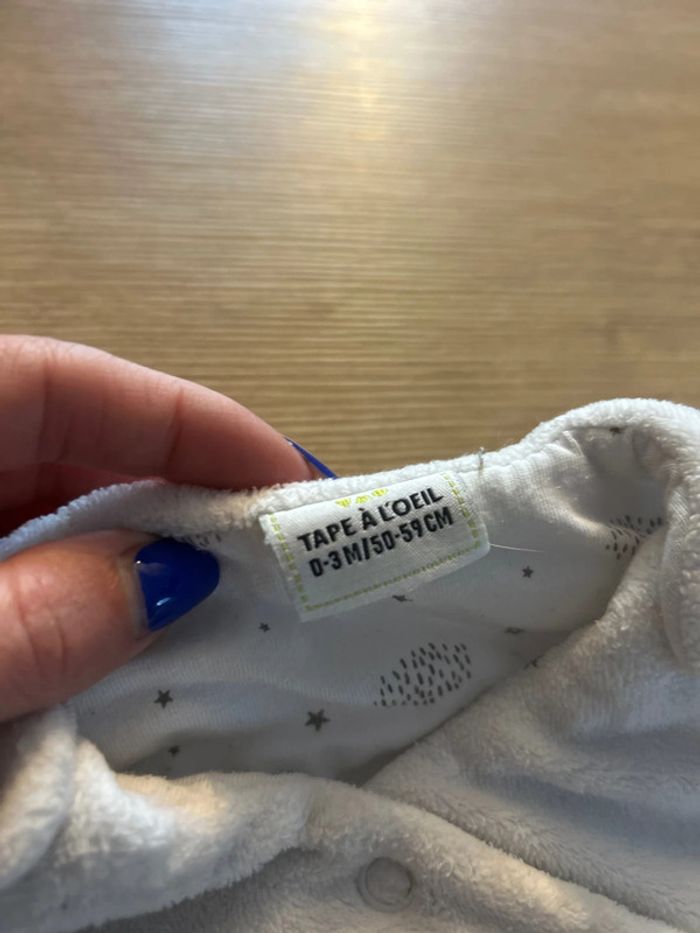 TAPE À L'OEIL
0-3 M/50-59 CM